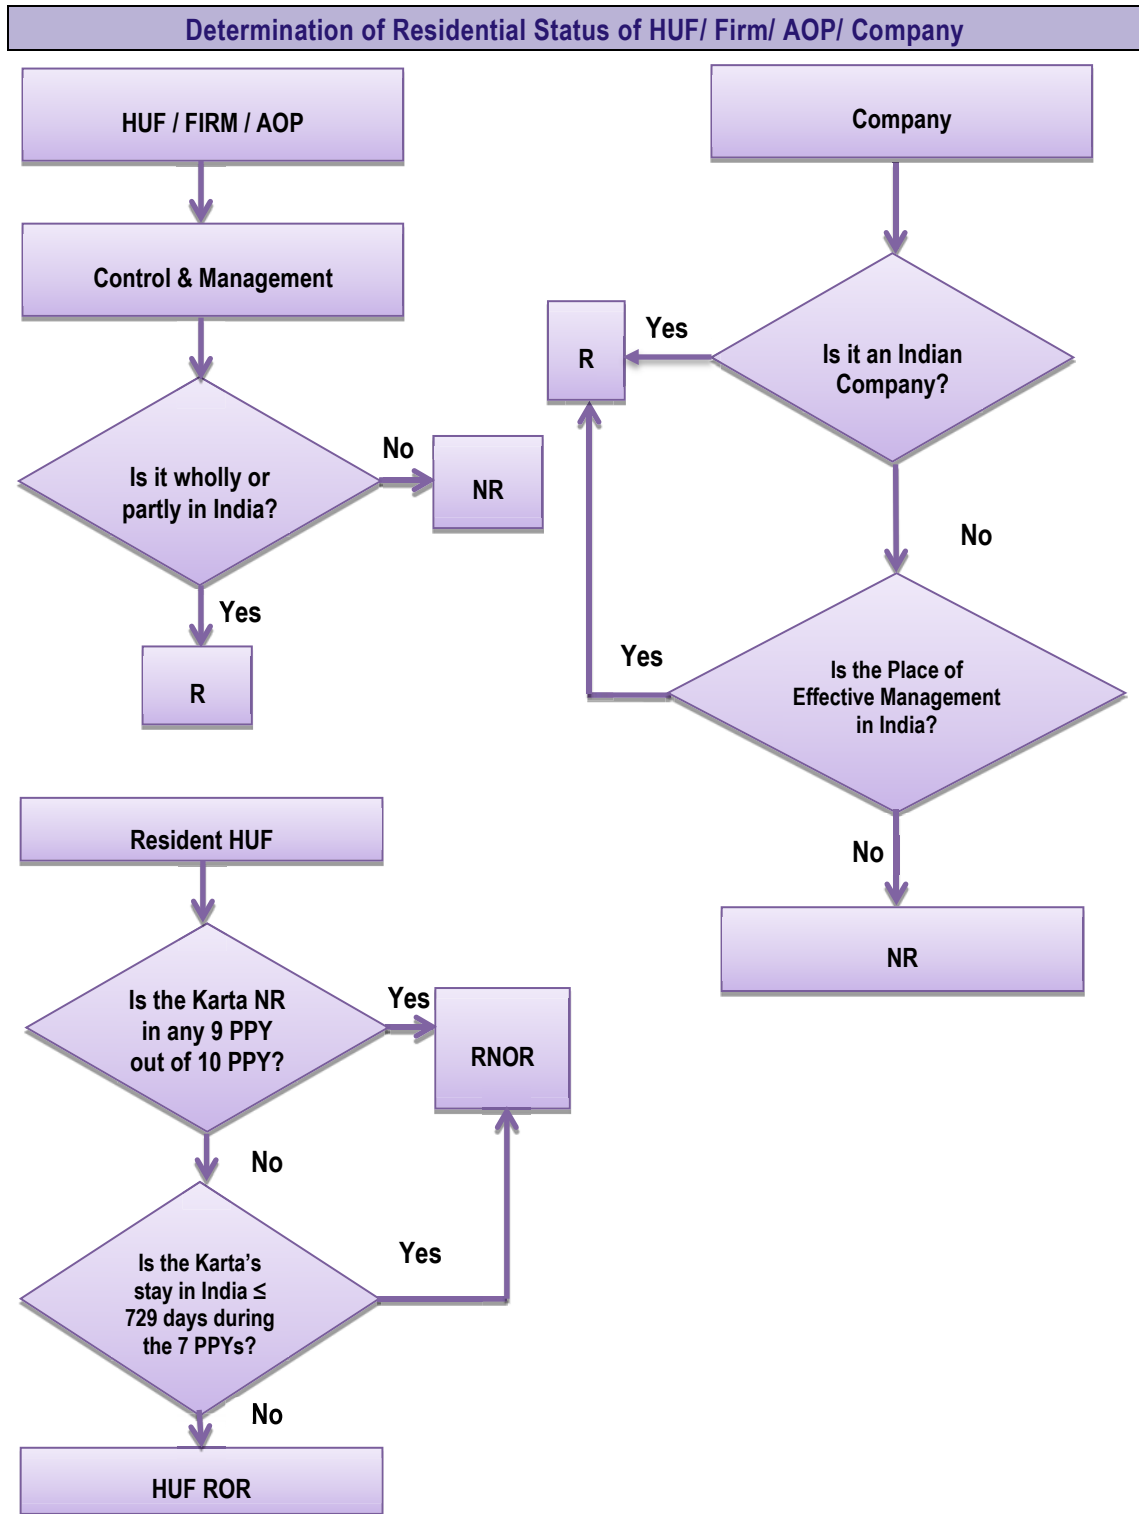 Determination of Residential Status of HUF/ Firm/ AOP/ Company
HUF / FIRM / AOP
Control & Management
Is it wholly or
partly in India?
No
NR
Yes
R
Company
Is it an Indian
Company?
Yes
R
No
Is the Place of
Effective Management
in India?
Yes
No
NR
Resident HUF
Is the Karta NR
in any 9 PPY
out of 10 PPY?
Yes
RNOR
No
Is the Karta’s
stay in India ≤
729 days during
the 7 PPYs?
Yes
No
HUF ROR